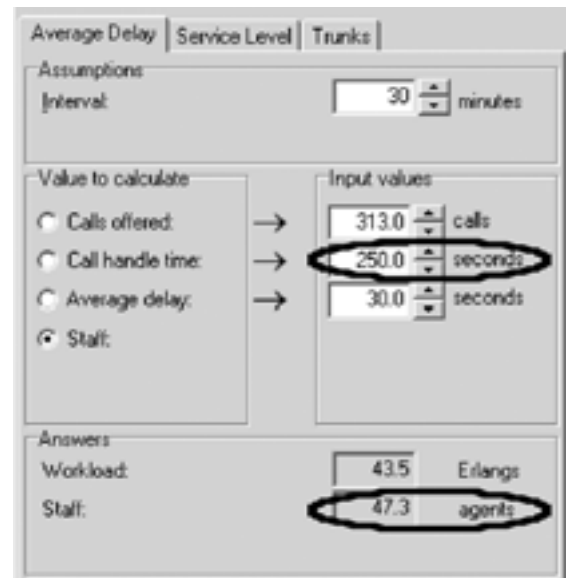 Average Delay Service Level Trunks
Assumptions
Interval: 30 minutes
Value to calculate Input values
Calls offered: → 313.0 calls
Call handle time: → 250.0 seconds
Average delay: → 30.0 seconds
Staff:
Answers
Workload: 43.5 Erlangs
Staff: 47.3 agents